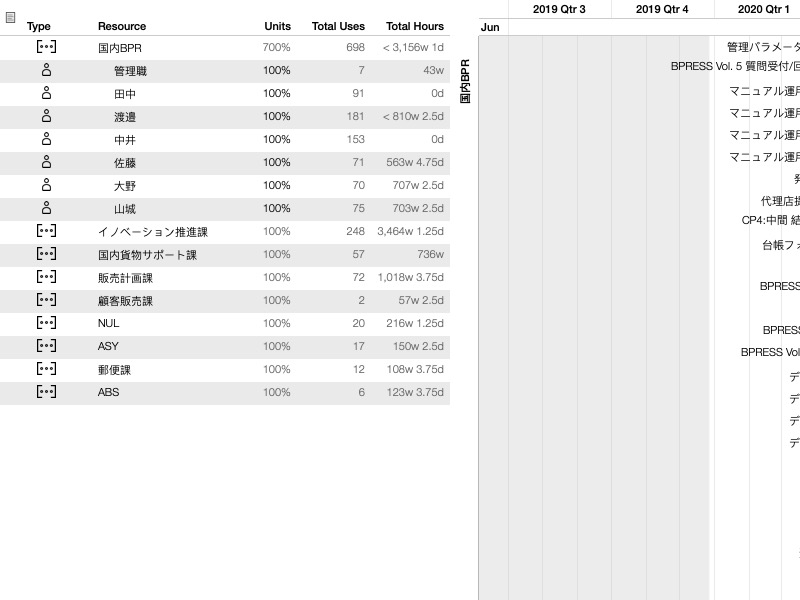 2019 Qtr 3 2019 Qtr 4 2020 Qtr 1
Type Resource Units Total Uses Total Hours
Jun
国内BPR 700% 698 < 3,156w 1d
管理職 100% 7 43w
田中 100% 91 0d
渡邉 100% 181 < 810w 2.5d
中井 100% 153 0d
佐藤 100% 71 563w 4.75d
大野 100% 70 707w 2.5d
山城 100% 75 703w 2.5d
イノベーション推進課 100% 248 3,464w 1.25d
国内貨物サポート課 100% 57 736w
販売計画課 100% 72 1,018w 3.75d
顧客販売課 100% 2 57w 2.5d
NUL 100% 20 216w 1.25d
ASY 100% 17 150w 2.5d
郵便課 100% 12 108w 3.75d
ABS 100% 6 123w 3.75d
国内BPR
管理パラメータ
BPRESS Vol. 5 質問受付/回
マニュアル運用
マニュアル運用
マニュアル運用
マニュアル運用
代理店提
CP4:中間 結
台帳フォ
BPRESS
BPRESS
BPRESS Vol
デ
デ
デ
デ